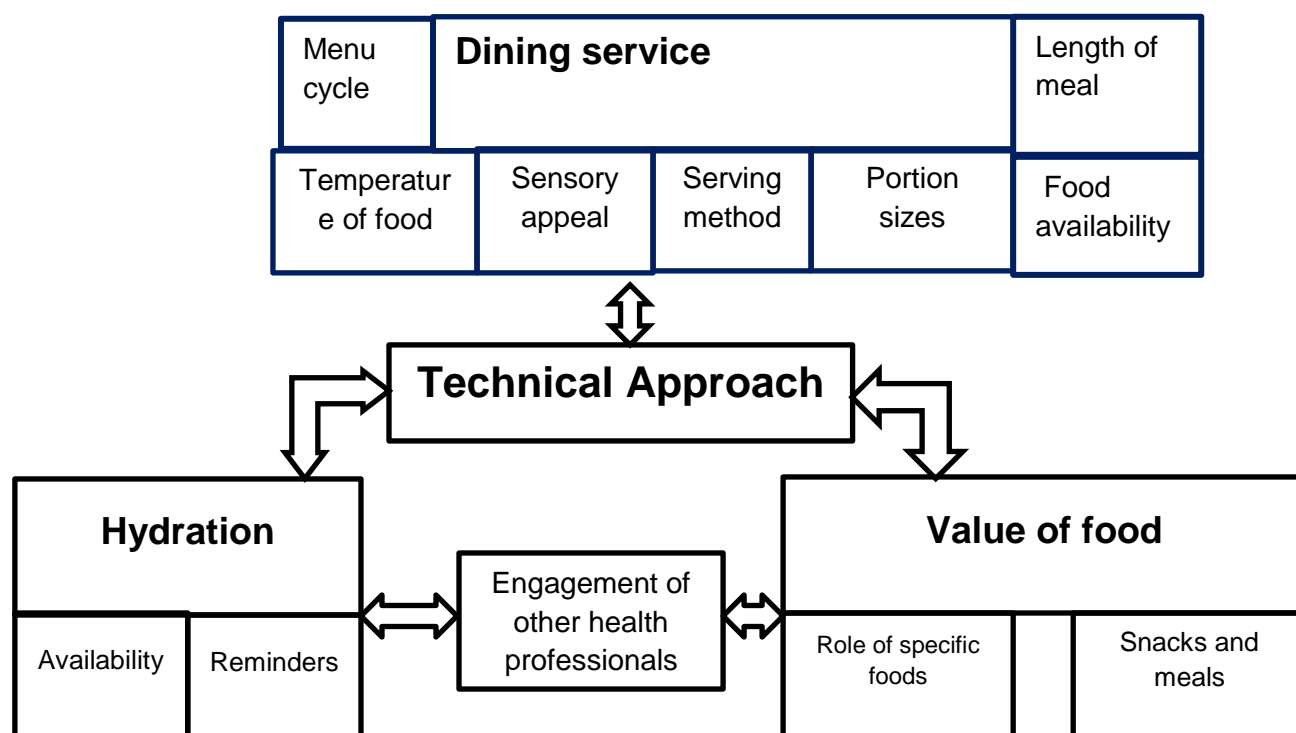 Menu
cycle
Dining service
Length of
meal
Temperatur
e of food
Sensory
appeal
Serving
method
Portion
sizes
Food
availability
Technical Approach
Hydration
Value of food
Engagement of
other health
professionals
Availability
Reminders
Role of specific
foods
Snacks and
meals